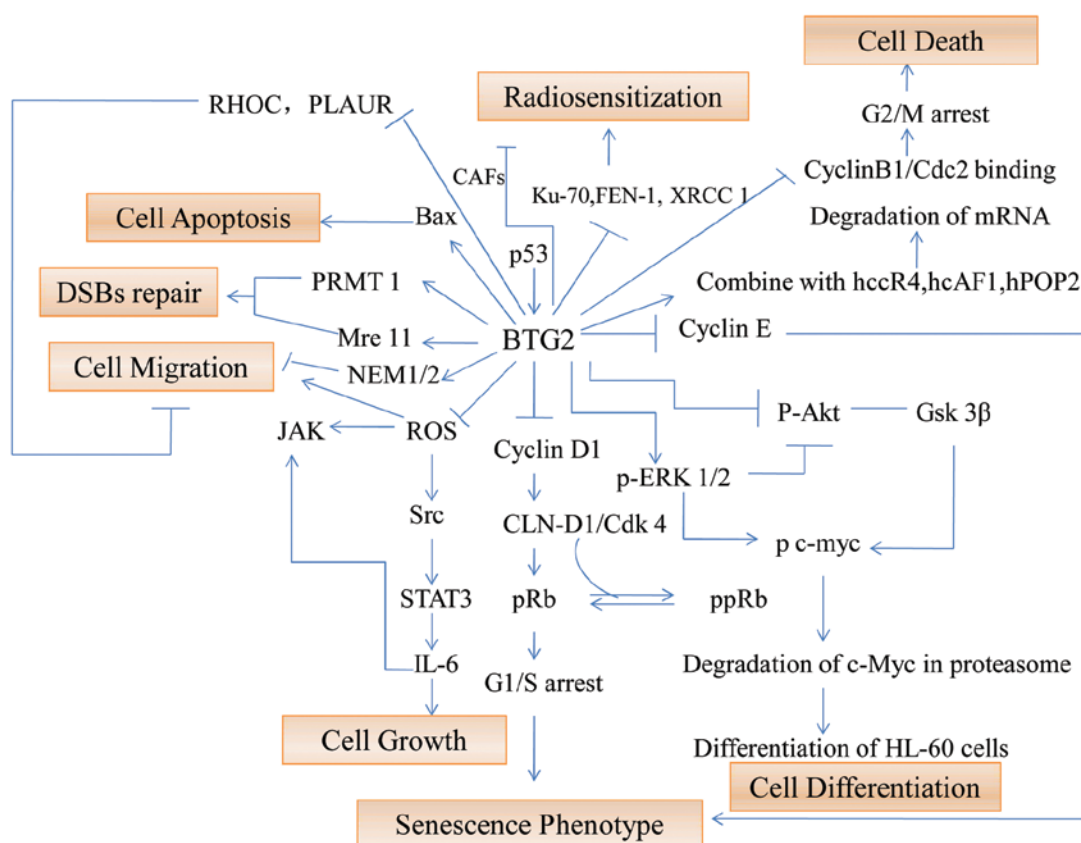 Cell Death
RHOC，PLAUR
Radiosensitization
G2/M arrest
CAFs
CyclinB1/Cdc2 binding
Ku-70,FEN-1, XRCC 1
Cell Apoptosis
Bax
Degradation of mRNA
p53
DSBs repair
PRMT 1
Combine with hccR4,hcAF1,hPOP2
Mre 11
BTG2
Cyclin E
Cell Migration
NEM1/2
JAK
ROS
P-Akt
Gsk 3β
Cyclin D1
p-ERK 1/2
Src
CLN-D1/Cdk 4
p c-myc
STAT3
pRb
ppRb
IL-6
G1/S arrest
Degradation of c-Myc in proteasome
Cell Growth
Differentiation of HL-60 cells
Cell Differentiation
Senescence Phenotype